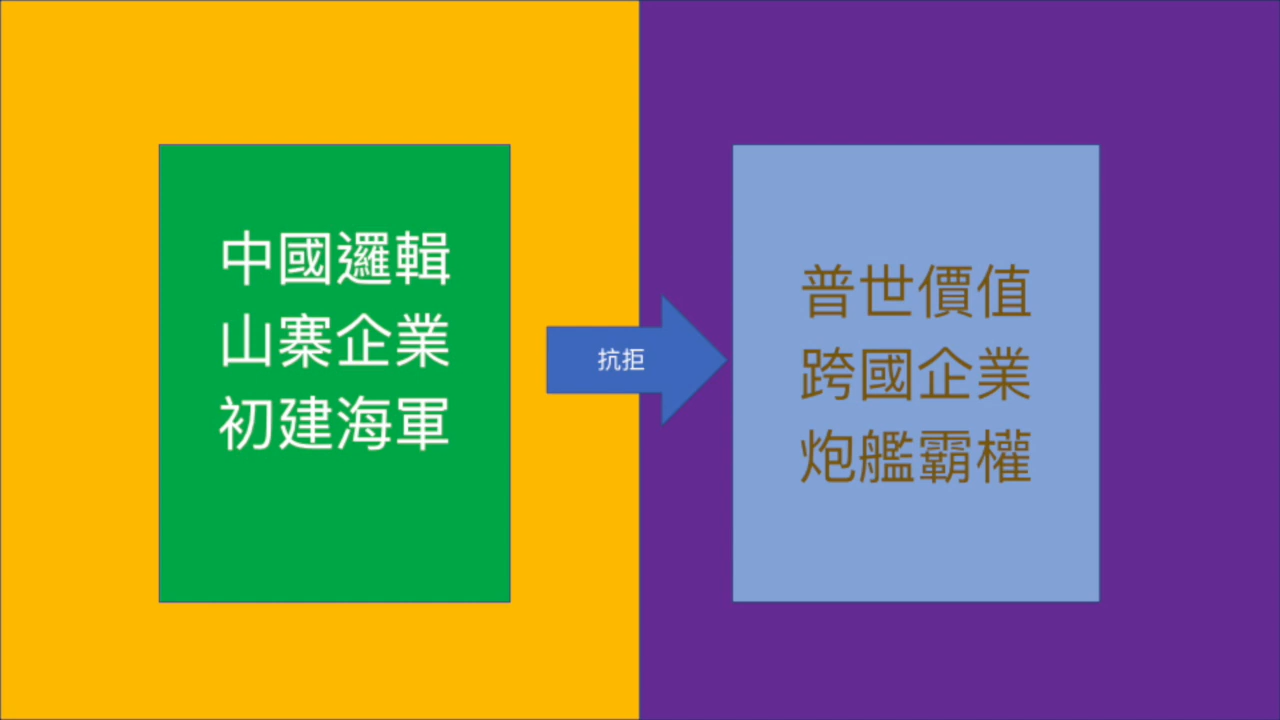 中國邏輯
山寨企業
初建海軍
抗拒
普世價值
跨國企業
炮艦霸權